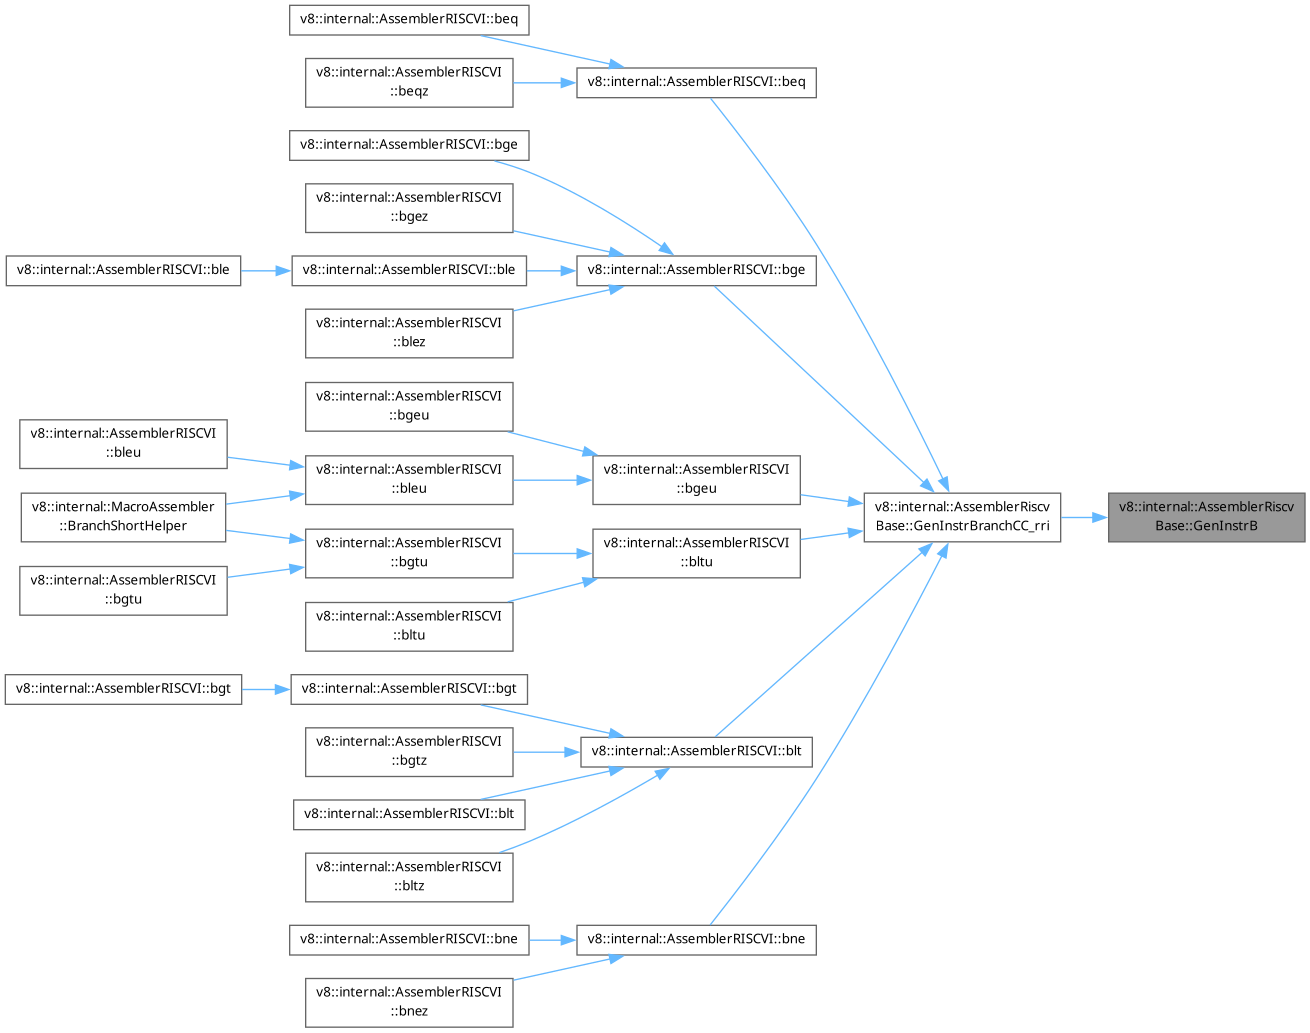 v8::internal::AssemblerRISCVI::beq
v8::internal::AssemblerRISCVI
::beqz
v8::internal::AssemblerRISCVI::beq
v8::internal::AssemblerRISCVI::bge
v8::internal::AssemblerRISCVI
::bgez
v8::internal::AssemblerRISCVI::ble
v8::internal::AssemblerRISCVI::ble
v8::internal::AssemblerRISCVI::bge
v8::internal::AssemblerRISCVI
::blez
v8::internal::AssemblerRISCVI
::bgeu
v8::internal::AssemblerRISCVI
::bleu
v8::internal::AssemblerRISCVI
::bleu
v8::internal::AssemblerRISCVI
::bgeu
v8::internal::MacroAssembler
::BranchShortHelper
v8::internal::AssemblerRiscv
Base::GenInstrBranchCC_rri
v8::internal::AssemblerRiscv
Base::GenInstrB
v8::internal::AssemblerRISCVI
::bgtu
v8::internal::AssemblerRISCVI
::bltu
v8::internal::AssemblerRISCVI
::bgtu
v8::internal::AssemblerRISCVI
::bltu
v8::internal::AssemblerRISCVI::bgt
v8::internal::AssemblerRISCVI::bgt
v8::internal::AssemblerRISCVI
::bgtz
v8::internal::AssemblerRISCVI::blt
v8::internal::AssemblerRISCVI::blt
v8::internal::AssemblerRISCVI
::bltz
v8::internal::AssemblerRISCVI::bne
v8::internal::AssemblerRISCVI::bne
v8::internal::AssemblerRISCVI
::bnez